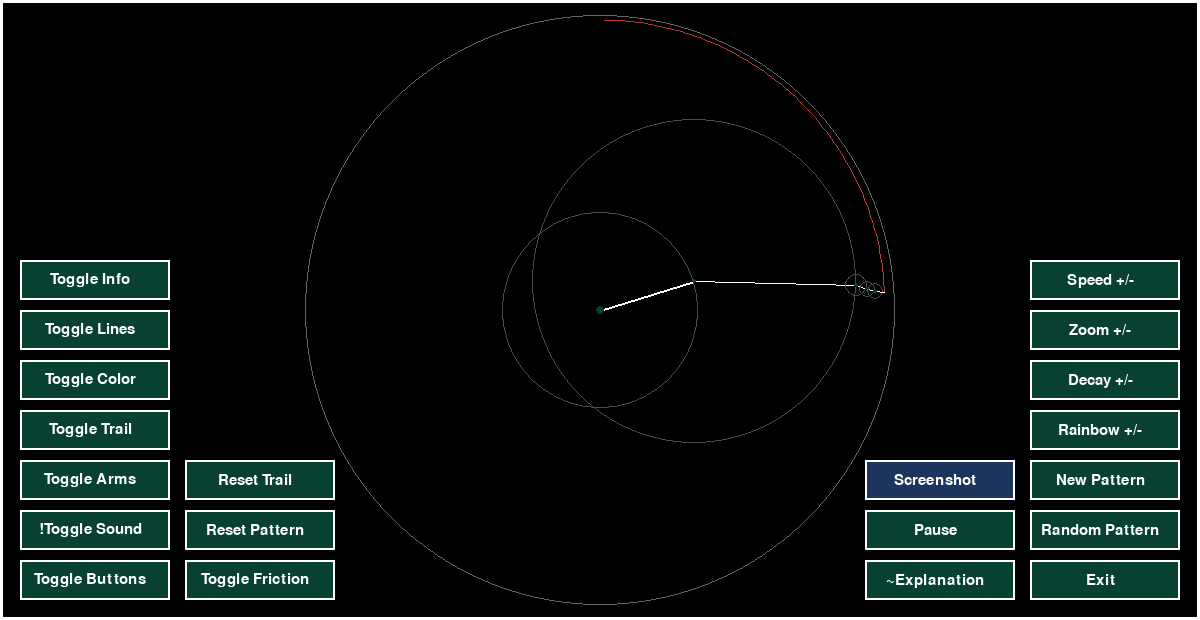 Toggle Info
Toggle Lines
Toggle Color
Toggle Trail
Toggle Arms
!Toggle Sound
Toggle Buttons
Reset Trail
Reset Pattern
Toggle Friction
Screenshot
Pause
~Explanation
Speed +/-
Zoom +/-
Decay +/-
Rainbow +/-
New Pattern
Random Pattern
Exit